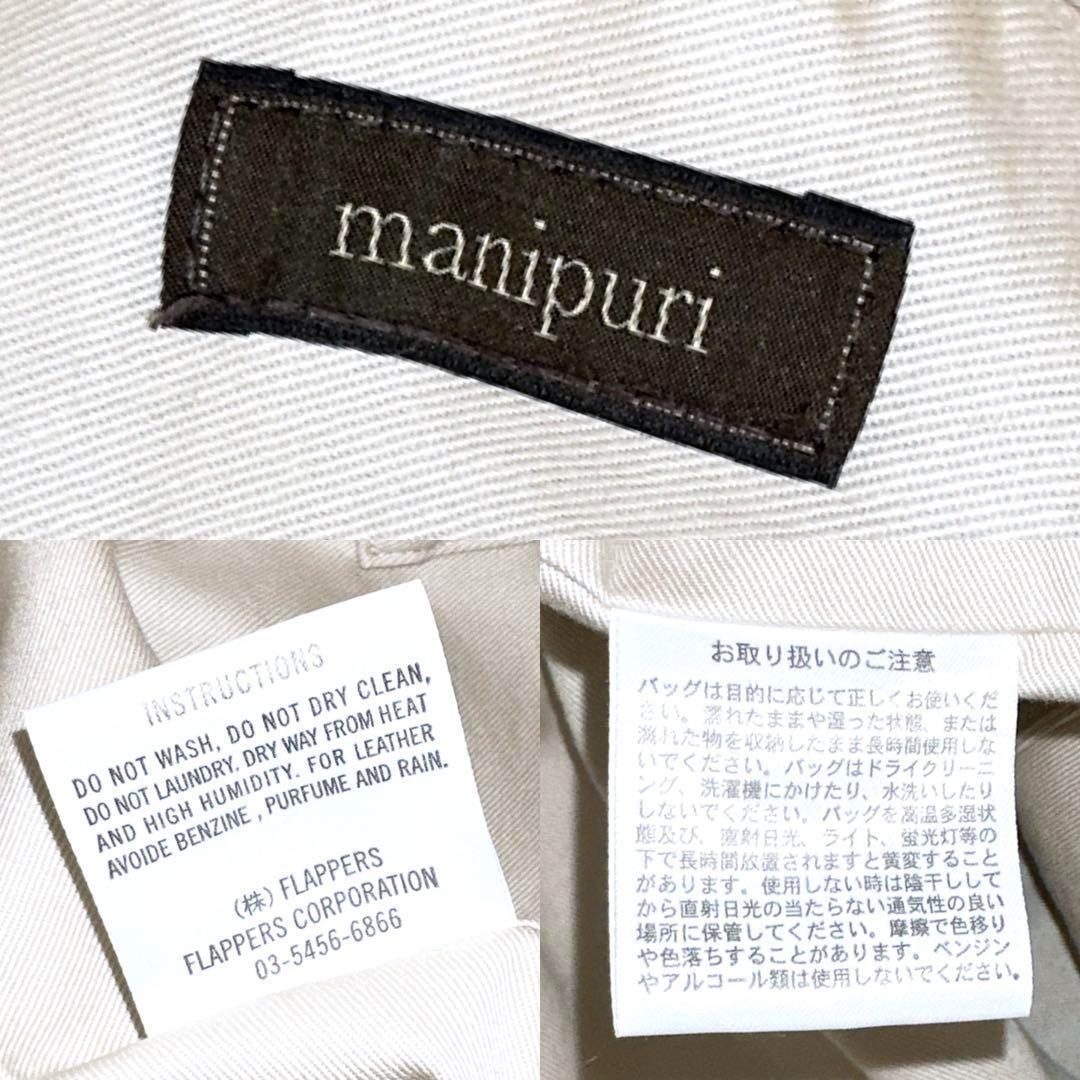 manipuri
INSTRUCTIONS
DO NOT WASH, DO NOT DRY CLEAN,
DO NOT LAUNDRY. DRY WAY FROM HEAT
AND HIGH HUMIDITY. FOR LEATHER
AVOIDE BENZINE , PURFUME AND RAIN.
(株) FLAPPERS
FLAPPERS CORPORATION
03-5456-6866
お取り扱いのご注意
バッグは目的に応じて正しくお使いくだ
さい。濡れたままや湿った状態、または
濡れた物を収納したまま長時間使用しな
いでください。バッグはドライクリーニ
ング、洗濯機にかけたり、水洗いしたり
しないでください。バッグを高温多湿状
態及び、直射日光、ライト、蛍光灯等の
下で長時間放置されますと黄変すること
があります。使用しない時は陰干しして
から直射日光の当たらない通気性の良い
場所に保管してください。摩擦で色移り
や色落ちすることがあります。ベンジン
やアルコール類は使用しないでください。